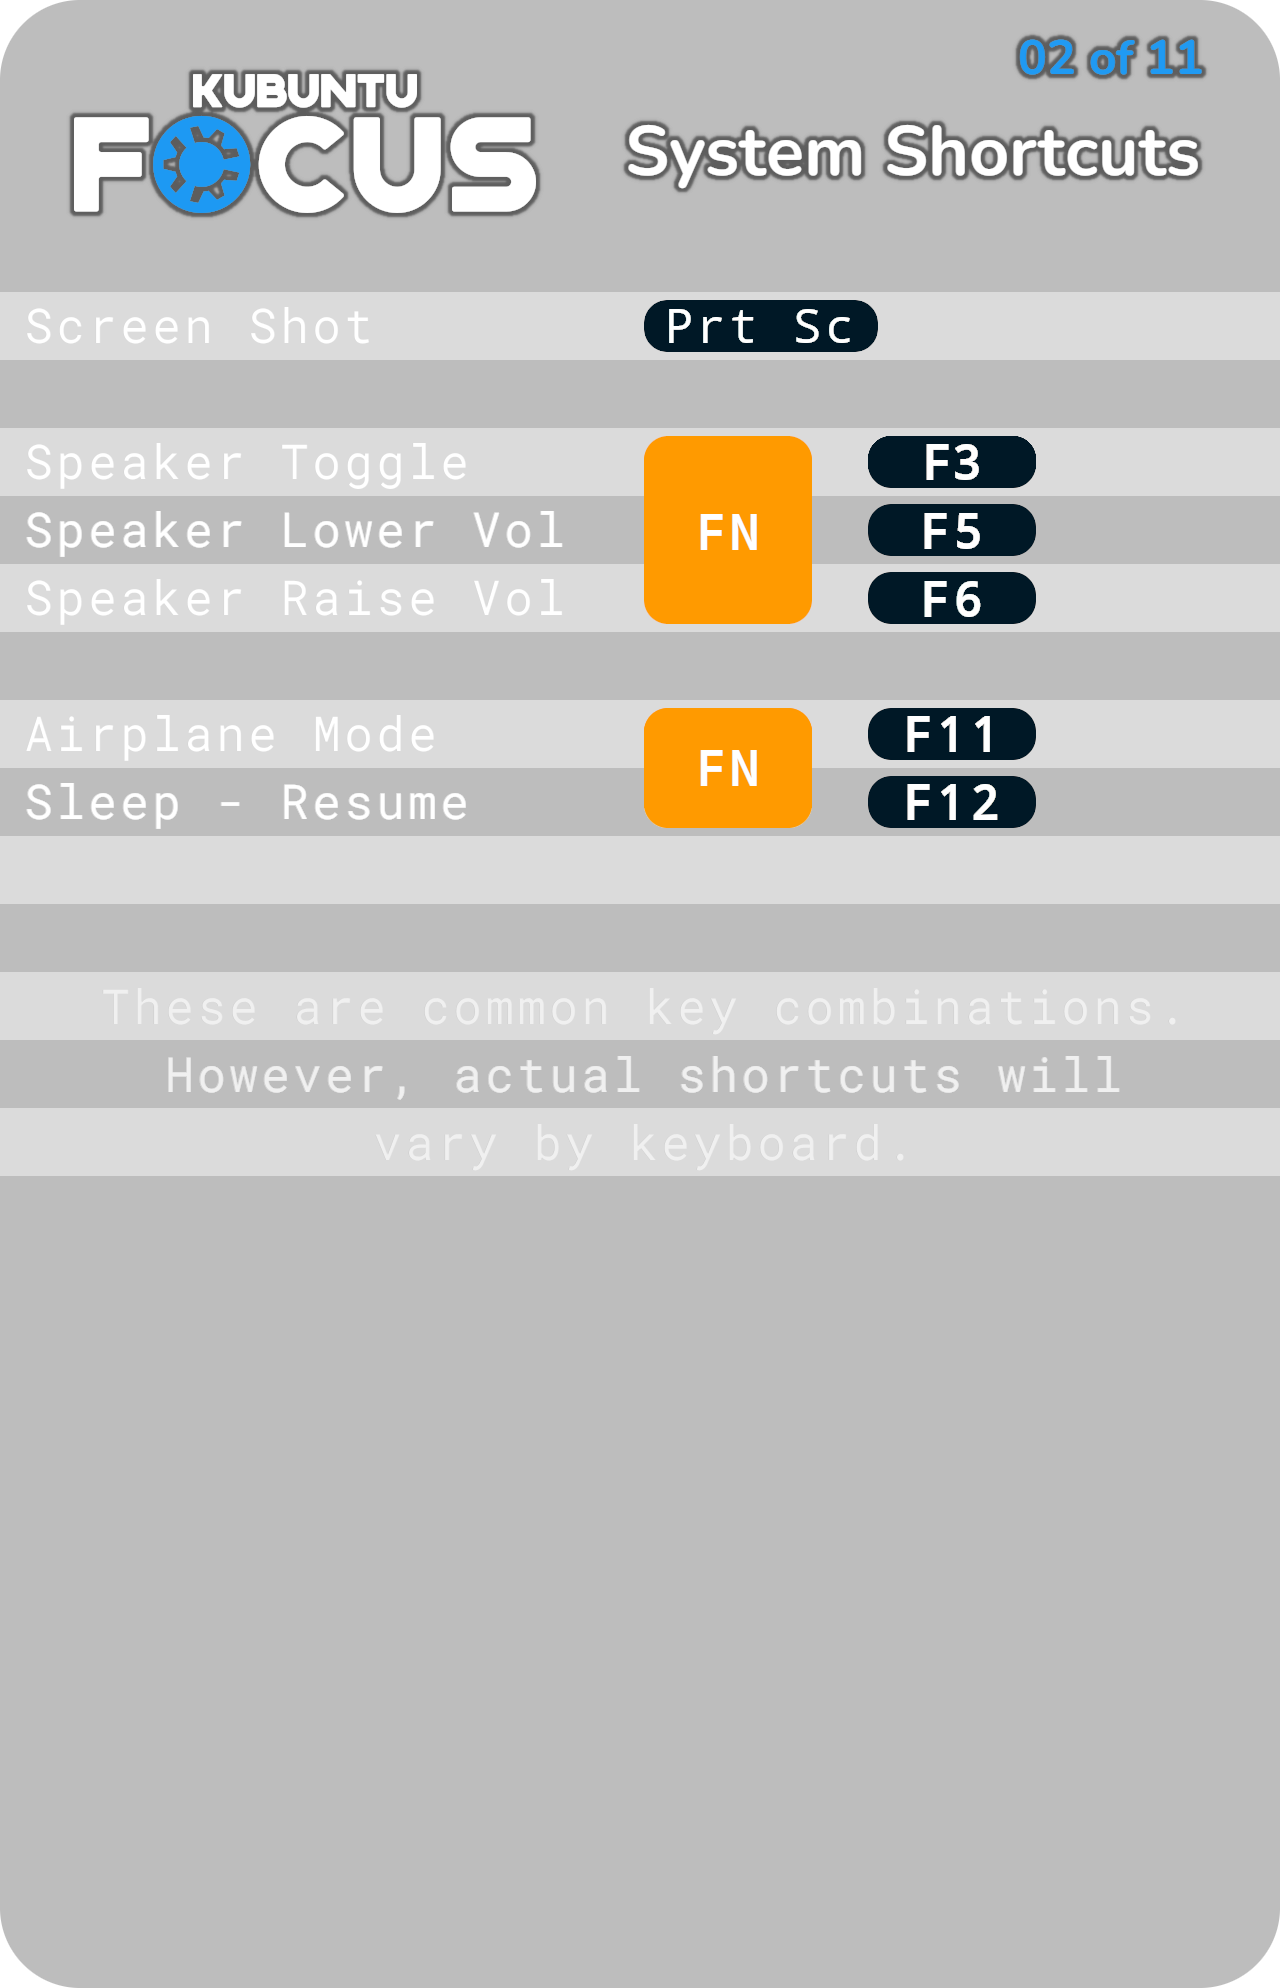 02 of 11
KUBUNTU
FOCUS
System Shortcuts
Screen Shot Prt Sc
Speaker Toggle F3
Speaker Lower Vol FN F5
Speaker Raise Vol F6
Airplane Mode F11
FN
Sleep - Resume F12
These are common key combinations.
However, actual shortcuts will
vary by keyboard.